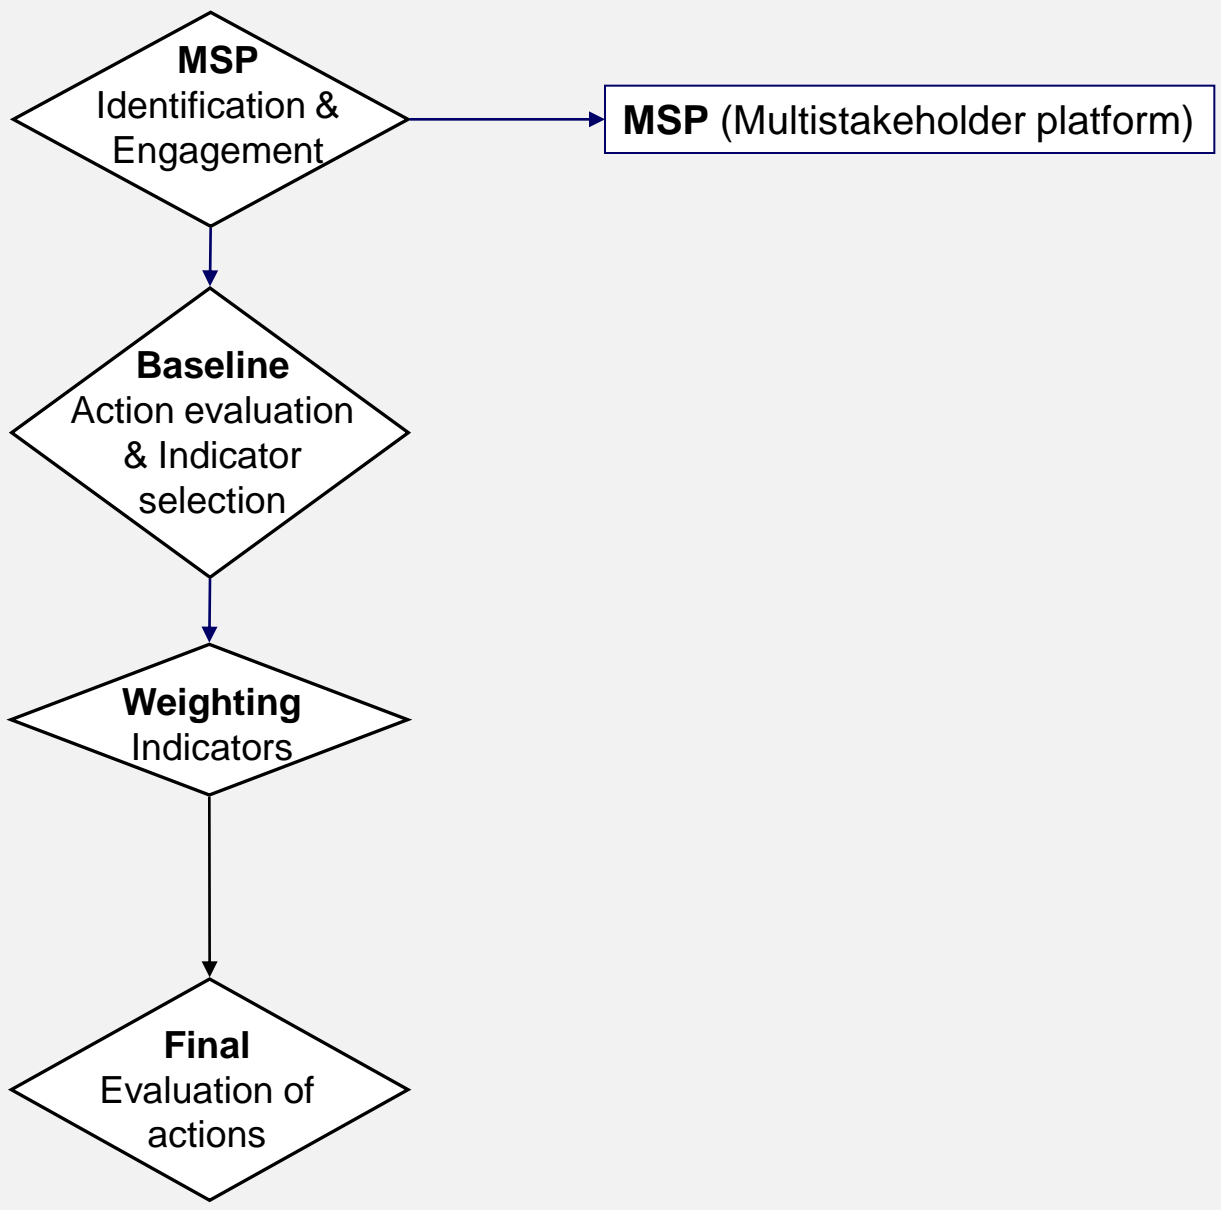 MSP
Identification &
Engagement
MSP (Multistakeholder platform)
Baseline
Action evaluation
& Indicator
selection
Weighting
Indicators
Final
Evaluation of
actions